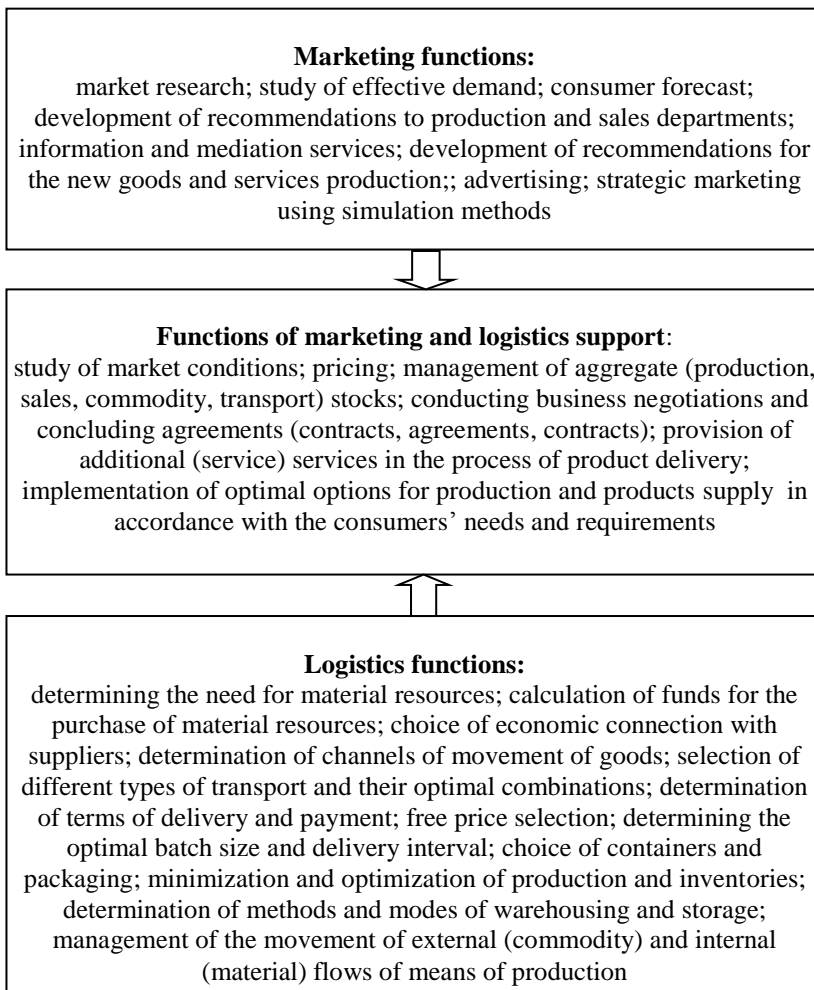 Marketing functions:
market research; study of effective demand; consumer forecast;
development of recommendations to production and sales departments;
information and mediation services; development of recommendations for
the new goods and services production;; advertising; strategic marketing
using simulation methods
Functions of marketing and logistics support:
study of market conditions; pricing; management of aggregate (production,
sales, commodity, transport) stocks; conducting business negotiations and
concluding agreements (contracts, agreements, contracts); provision of
additional (service) services in the process of product delivery;
implementation of optimal options for production and products supply in
accordance with the consumers’ needs and requirements
Logistics functions:
determining the need for material resources; calculation of funds for the
purchase of material resources; choice of economic connection with
suppliers; determination of channels of movement of goods; selection of
different types of transport and their optimal combinations; determination
of terms of delivery and payment; free price selection; determining the
optimal batch size and delivery interval; choice of containers and
packaging; minimization and optimization of production and inventories;
determination of methods and modes of warehousing and storage;
management of the movement of external (commodity) and internal
(material) flows of means of production